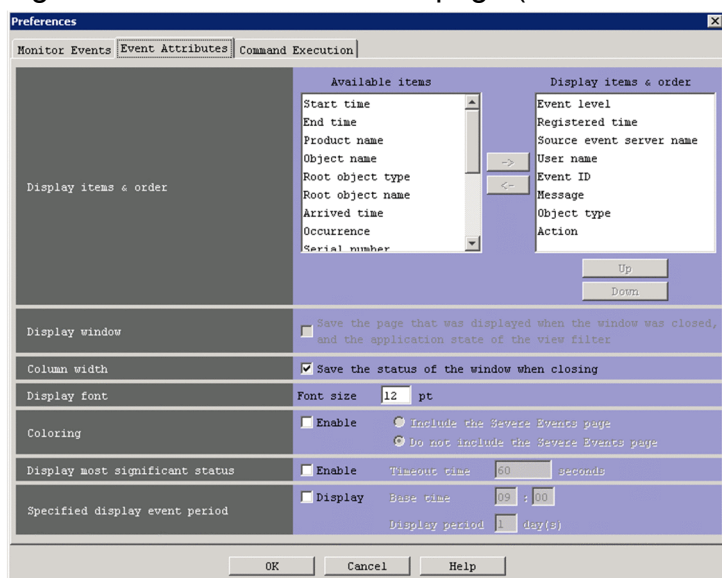 Preferences
Monitor Events Event Attributes Command Execution
Available items Display items & order
Start time
End time
Product name
Object name
Root object type
Root object name
Arrived time
Occurrence
Serial number
->
<-
Event level
Registered time
Source event server name
User name
Event ID
Message
Object type
Action
Display items & order
Up
Down
Display window
Save the page that was displayed when the window was closed,
and the application state of the view filter
Column width
Save the status of the window when closing
Display font
Font size 12 pt
Coloring
Enable Include the Severe Events page
Do not include the Severe Events page
Display most significant status
Enable Timeout time 60 seconds
Specified display event period
Display Base time 09 : 00
Display period 1 day(s)
OK Cancel Help